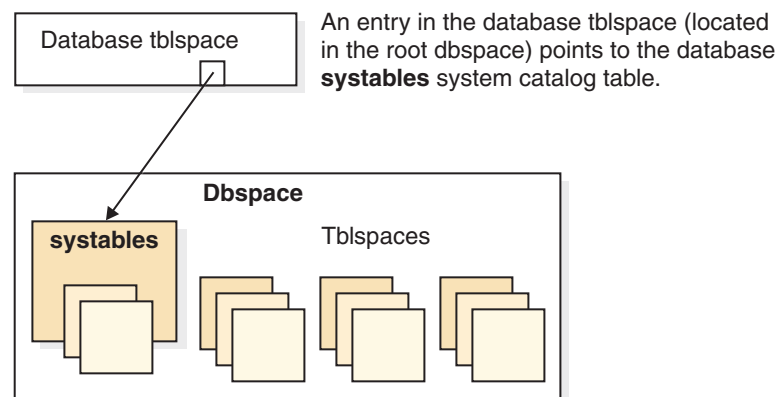 Database tblspace
An entry in the database tblspace (located
in the root dbspace) points to the database
systables system catalog table.
Dbspace
systables
Tblspaces